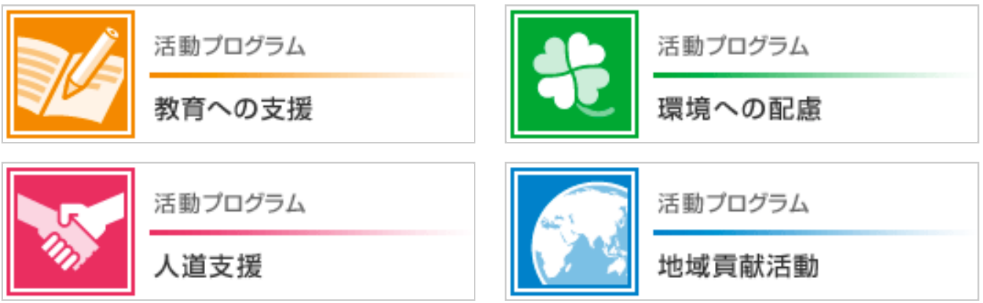 活動プログラム
教育への支援
活動プログラム
環境への配慮
活動プログラム
人道支援
活動プログラム
地域貢献活動